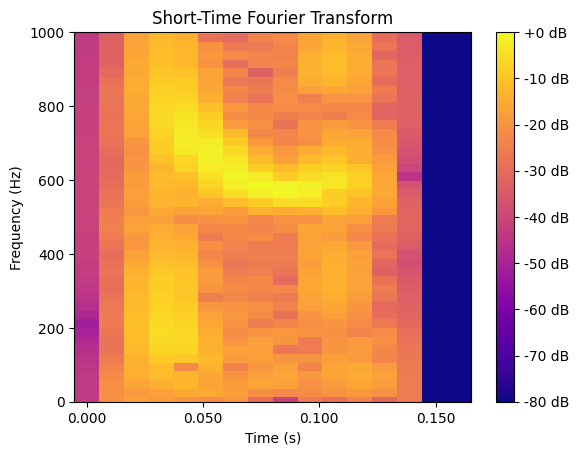 Short-Time Fourier Transform
1000
800
600
400
200
0
Frequency (Hz)
0.000
0.050
0.100
0.150
Time (s)
+0 dB
-10 dB
-20 dB
-30 dB
-40 dB
-50 dB
-60 dB
-70 dB
-80 dB